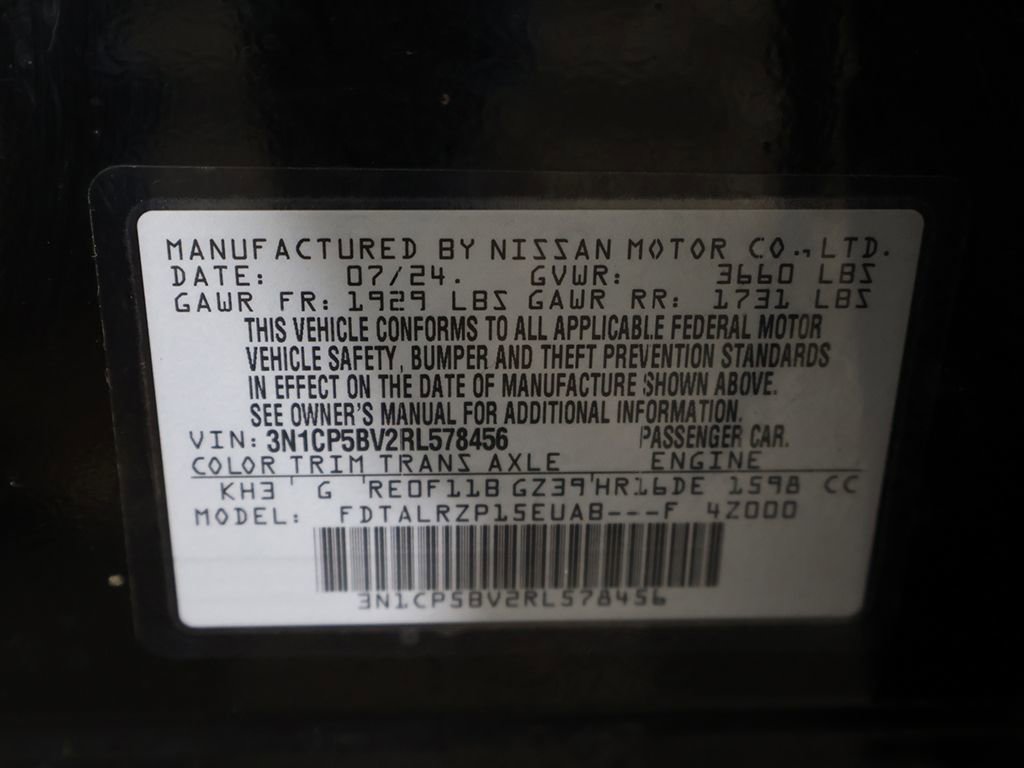 MANUFACTURED BY NISSAN MOTOR CO., LTD.
DATE: 07/24. GVWR: 3660 LBS
GAWR FR: 1929 LBS GAWR RR: 1731 LBS
THIS VEHICLE CONFORMS TO ALL APPLICABLE FEDERAL MOTOR
VEHICLE SAFETY, BUMPER AND THEFT PREVENTION STANDARDS
IN EFFECT ON THE DATE OF MANUFACTURE SHOWN ABOVE.
SEE OWNER'S MANUAL FOR ADDITIONAL INFORMATION.
VIN: 3N1CP5BV2RL578456 PASSENGER CAR.
COLOR TRIM TRANS AXLE ENGINE
KH3 ' G ' RE0F11B GZ39'HR16DE 1598 CC
MODEL: FDTALRZP15EUAB---F 4Z000
3N1CP5BV2RL578456